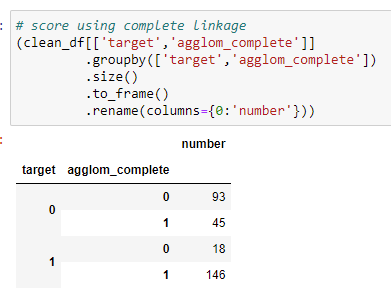 # score using complete linkage
(clean_df[['target','agglom_complete']]
.groupby(['target','agglom_complete'])
.size()
.to_frame()
.rename(columns={0:'number'}))
number
target agglom_complete
0 0 93
1 45
1 0 18
1 146